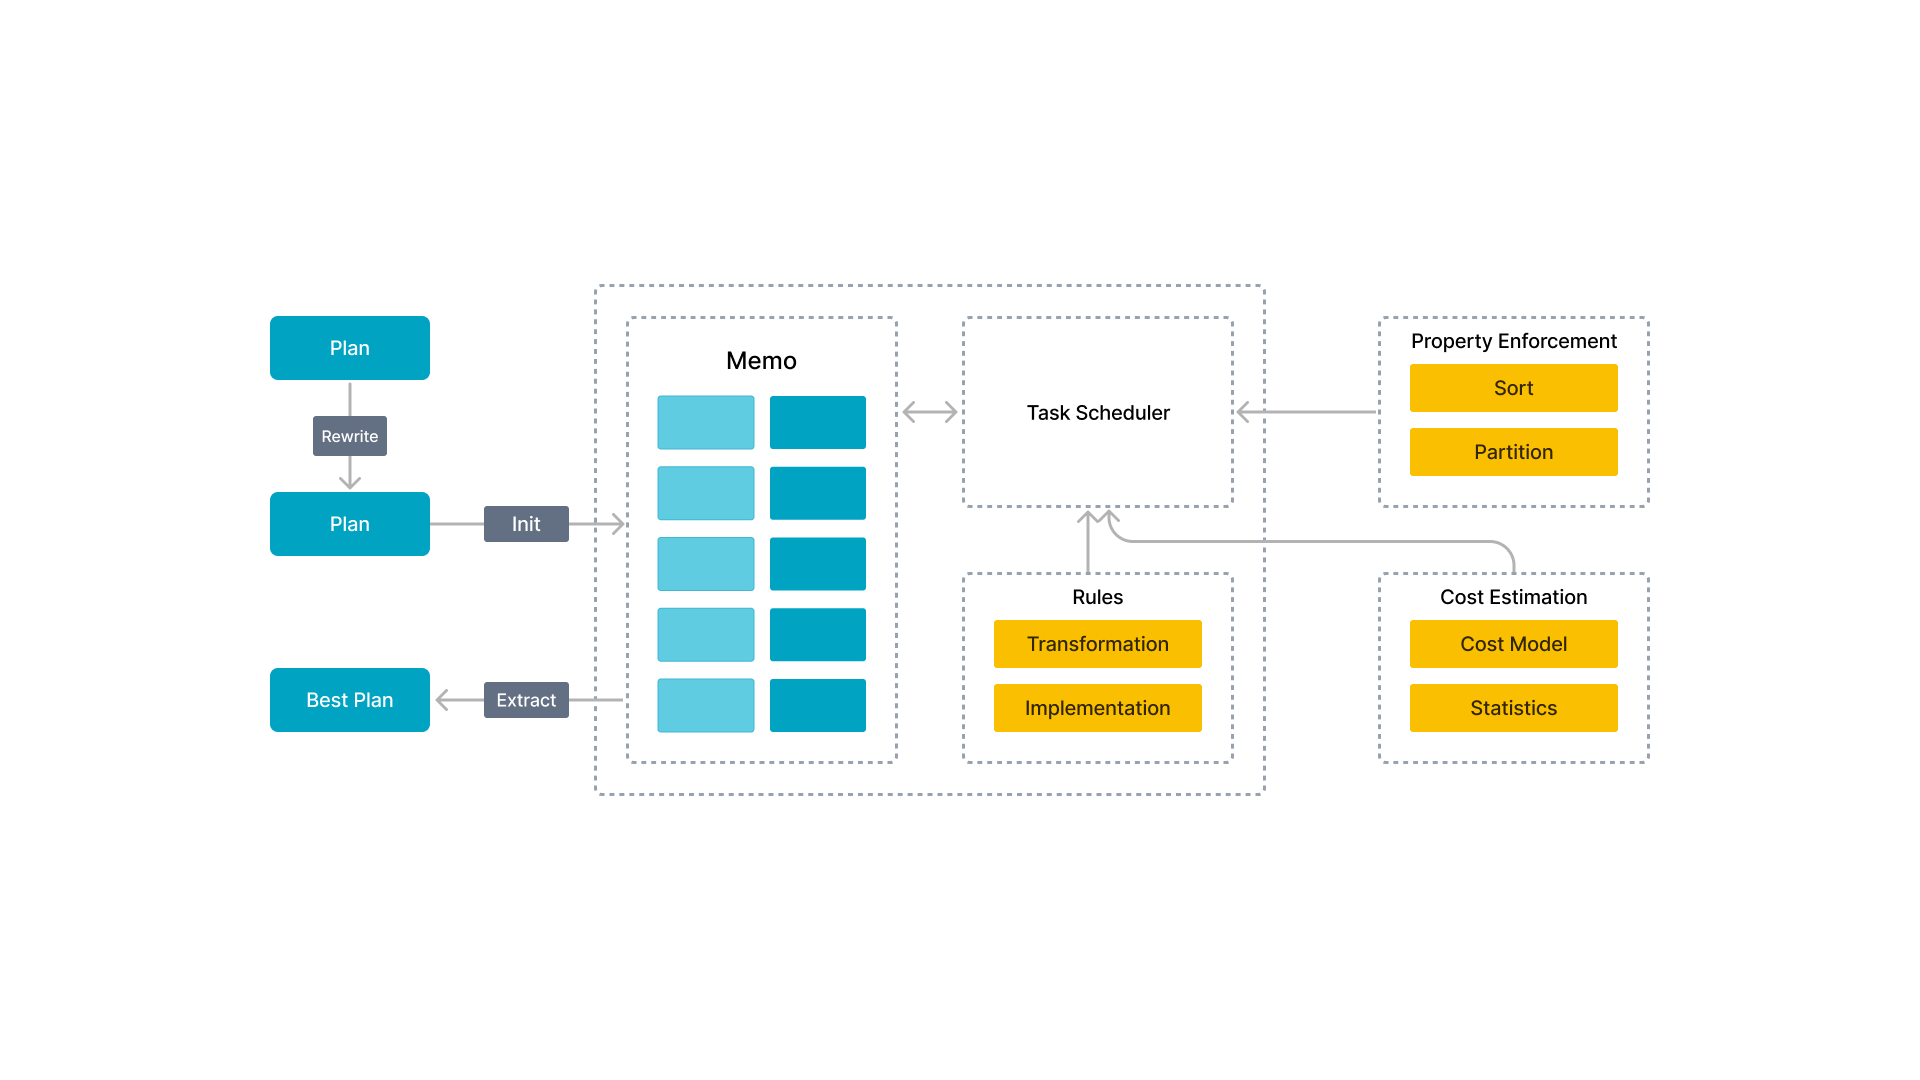 Plan
Rewrite
Plan
Init
Best Plan
Extract
Memo
Task Scheduler
Rules
Transformation
Implementation
Property Enforcement
Sort
Partition
Cost Estimation
Cost Model
Statistics